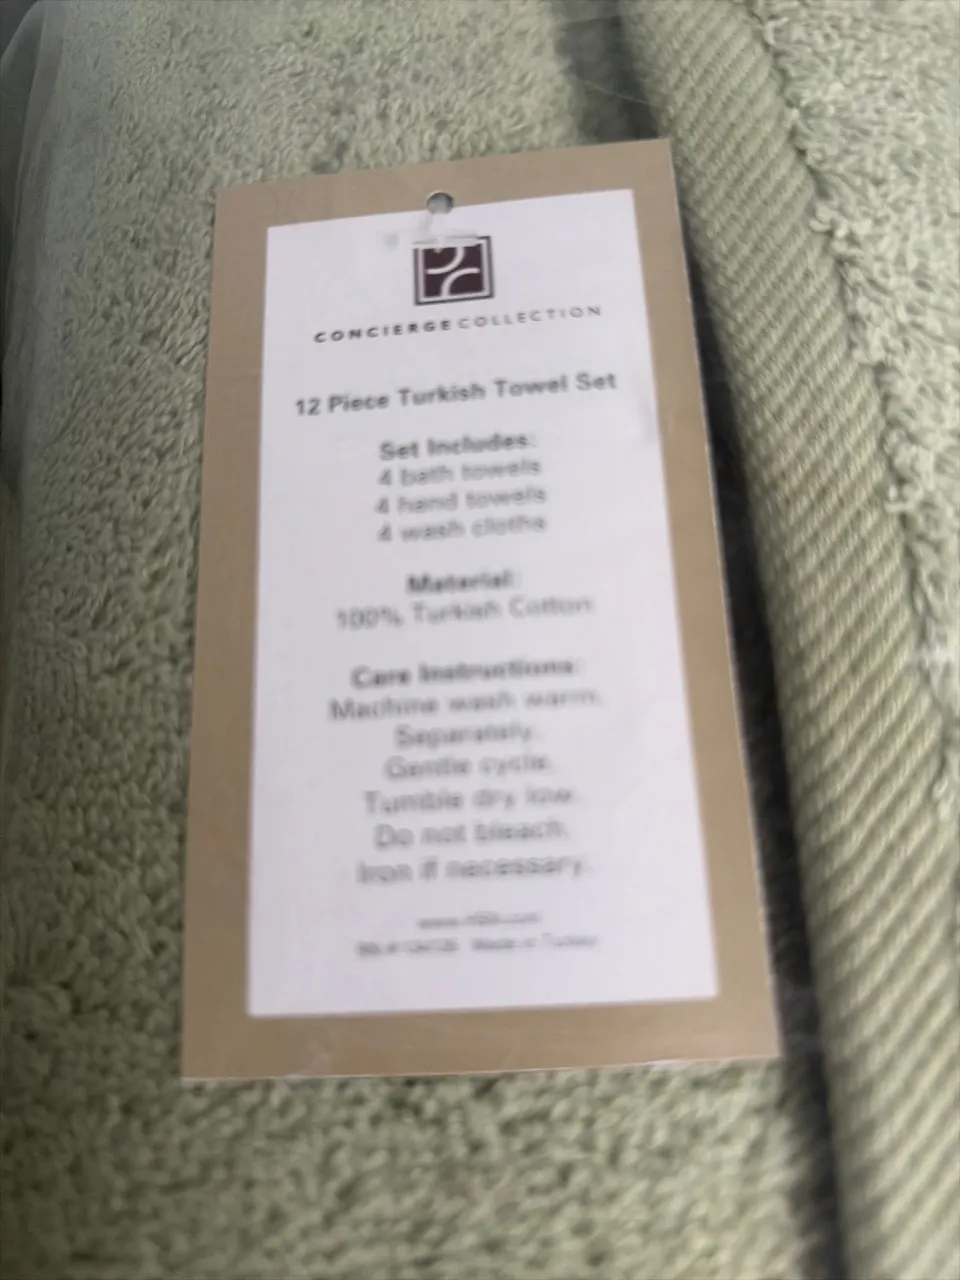 CONCIERGE COLLECTION
12 Piece Turkish Towel Set
Set Includes:
4 bath towels
4 hand towels
4 wash cloths
Material:
100% Turkish Cotton
Care Instructions:
Machine wash warm.
Separately.
Gentle cycle.
Tumble dry low.
Do not bleach.
Iron if necessary.
Made in Turkey